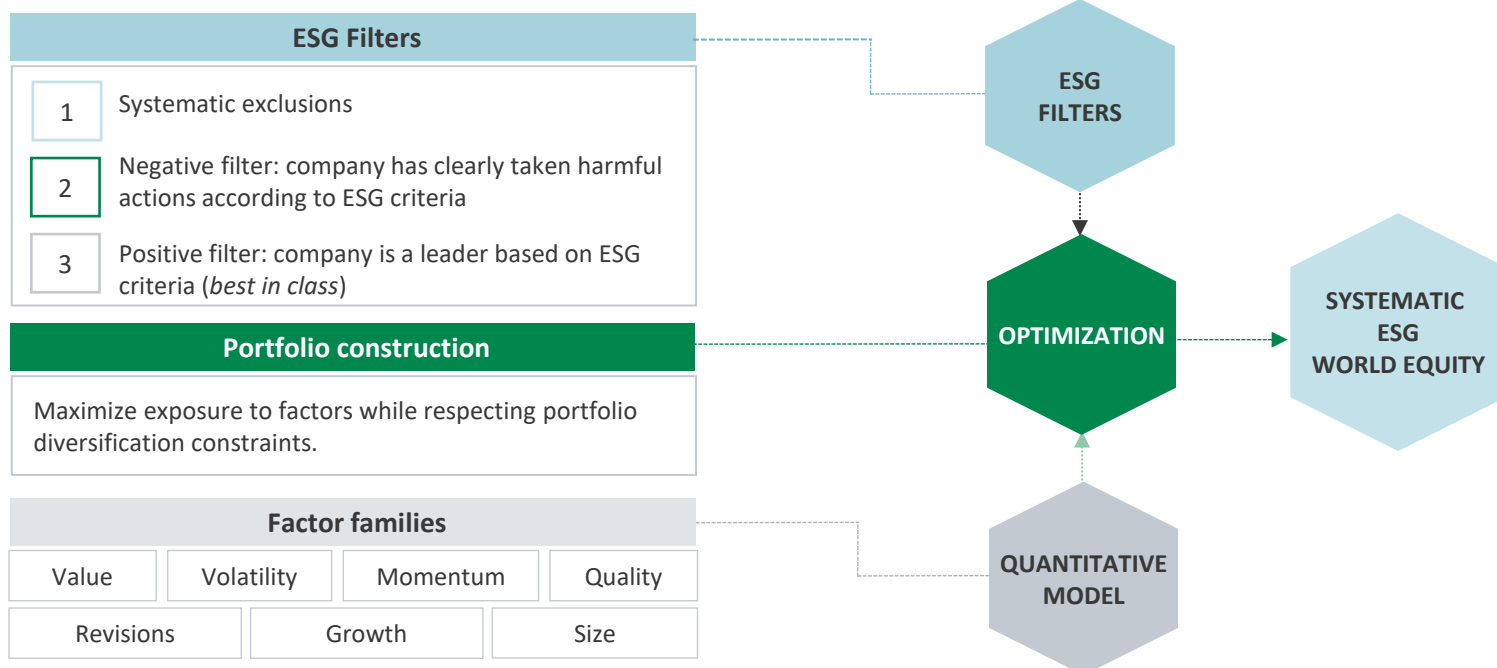 ESG Filters
1
Systematic exclusions
2
Negative filter: company has clearly taken harmful
actions according to ESG criteria
3
Positive filter: company is a leader based on ESG
criteria (best in class)
Portfolio construction
Maximize exposure to factors while respecting portfolio
diversification constraints.
Factor families
Value
Volatility
Momentum
Quality
Revisions
Growth
Size
ESG
FILTERS
OPTIMIZATION
QUANTITATIVE
MODEL
SYSTEMATIC
ESG
WORLD EQUITY